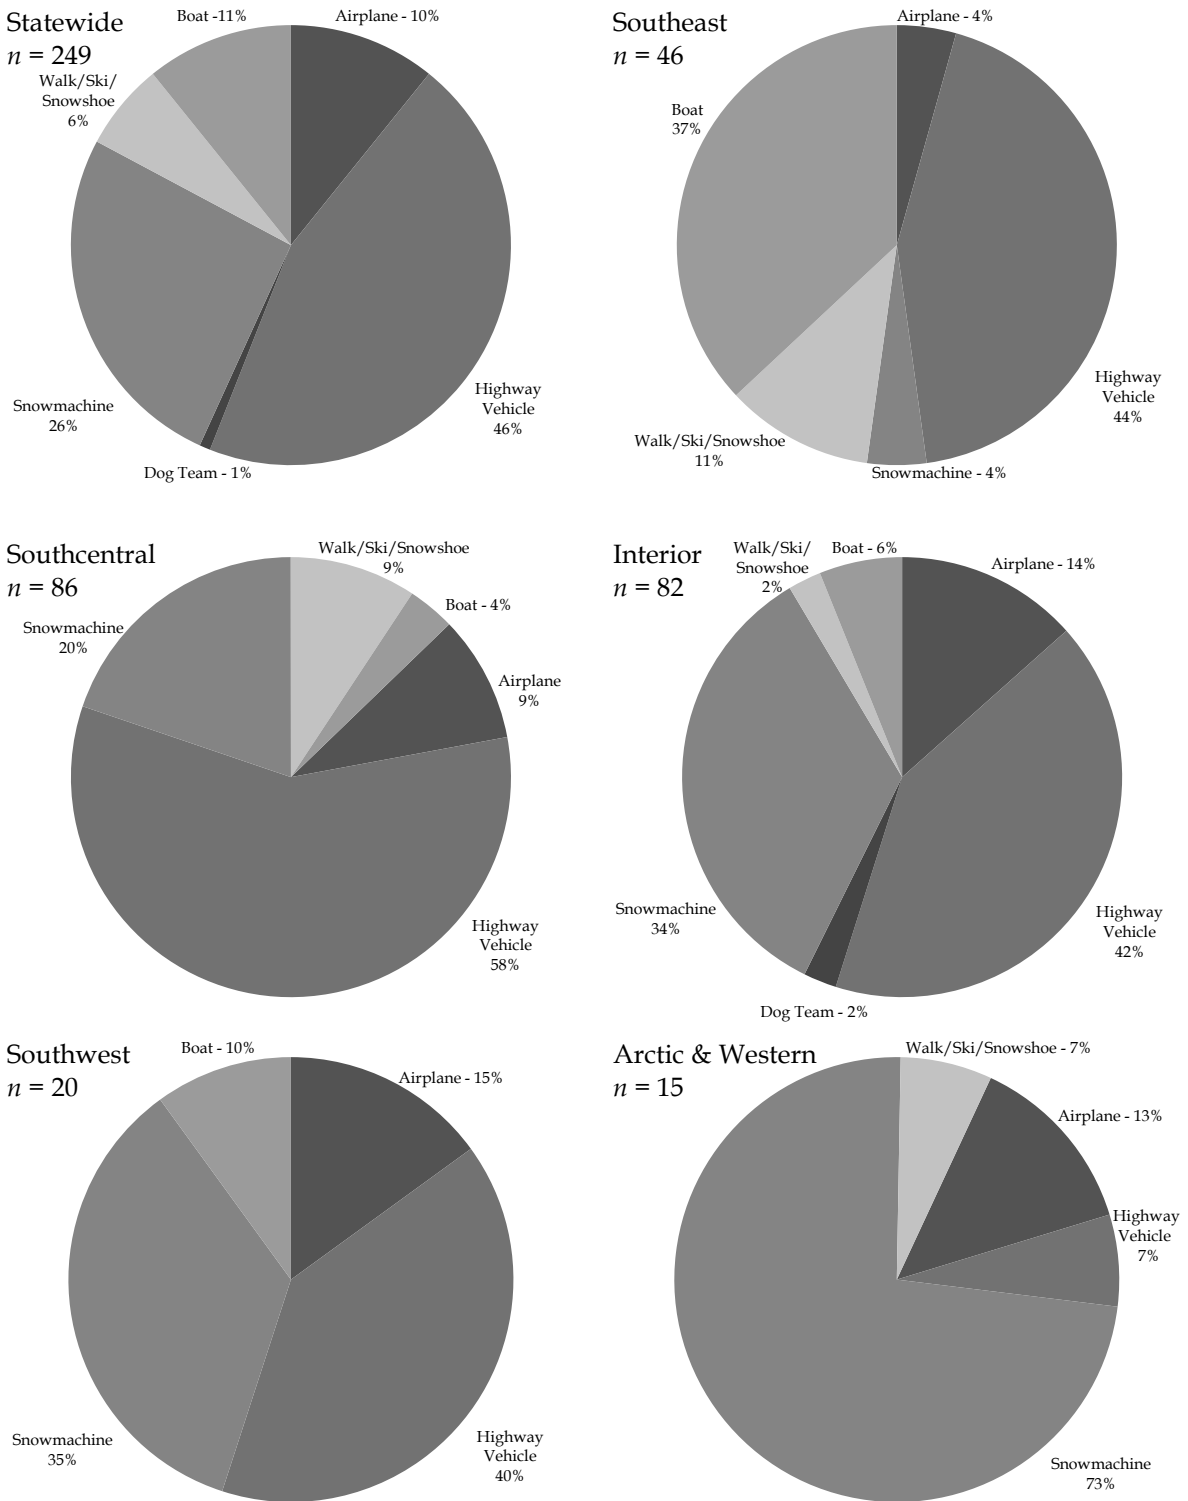 Statewide
n = 249
Boat -11%
Airplane - 10%
Walk/Ski/
Snowshoe
6%
Snowmachine
26%
Dog Team - 1%
Highway
Vehicle
46%
Southeast
n = 46
Airplane - 4%
Boat
37%
Walk/Ski/Snowshoe
11%
Snowmachine - 4%
Highway
Vehicle
44%
Southcentral
n = 86
Walk/Ski/Snowshoe
9%
Boat - 4%
Airplane
9%
Snowmachine
20%
Highway
Vehicle
58%
Interior
n = 82
Walk/Ski/
Snowshoe
2%
Boat - 6%
Airplane - 14%
Snowmachine
34%
Dog Team - 2%
Highway
Vehicle
42%
Southwest
n = 20
Boat - 10%
Airplane - 15%
Snowmachine
35%
Highway
Vehicle
40%
Arctic & Western
n = 15
Walk/Ski/Snowshoe - 7%
Airplane - 13%
Highway
Vehicle
7%
Snowmachine
73%